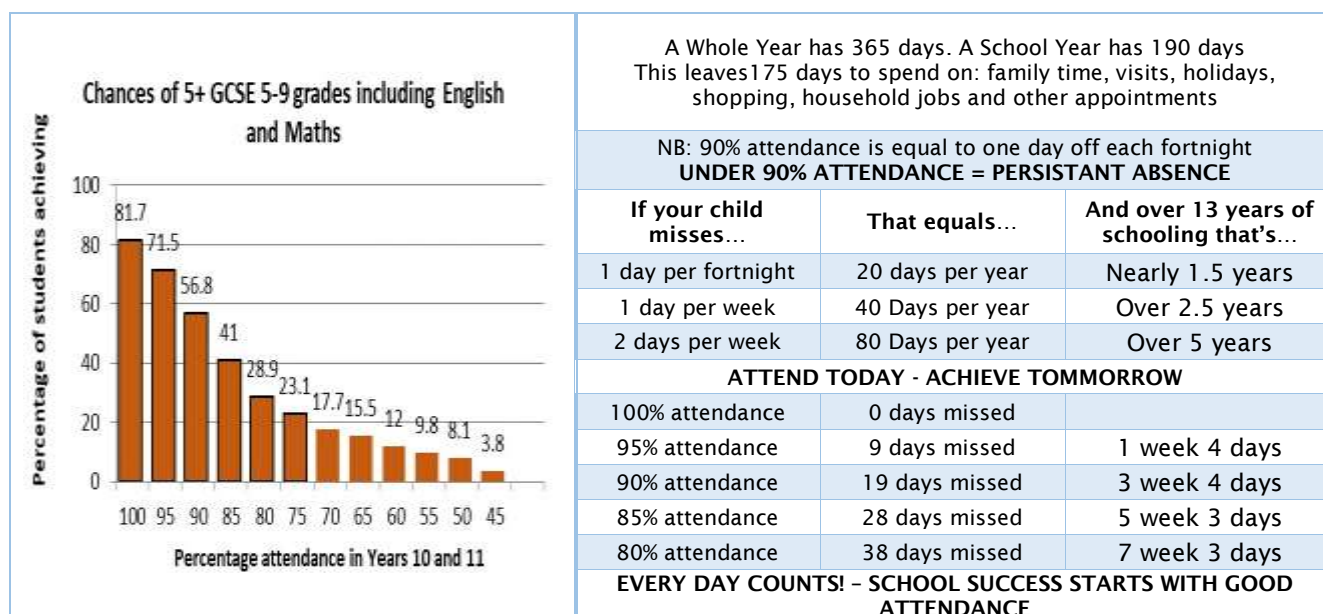 Chances of 5+ GCSE 5-9 grades including English
and Maths
Percentage of students achieving
100
80
60
40
20
0
81.7
71.5
56.8
41
28.9
23.1
17.7
15.5
12
9.8
8.1
3.8
100 95 90 85 80 75 70 65 60 55 50 45
Percentage attendance in Years 10 and 11
A Whole Year has 365 days. A School Year has 190 days
This leaves175 days to spend on: family time, visits, holidays,
shopping, household jobs and other appointments
NB: 90% attendance is equal to one day off each fortnight
UNDER 90% ATTENDANCE = PERSISTANT ABSENCE
If your child misses... That equals... And over 13 years of schooling that's...
1 day per fortnight 20 days per year Nearly 1.5 years
1 day per week 40 Days per year Over 2.5 years
2 days per week 80 Days per year Over 5 years
ATTEND TODAY - ACHIEVE TOMMORROW
100% attendance 0 days missed
95% attendance 9 days missed 1 week 4 days
90% attendance 19 days missed 3 week 4 days
85% attendance 28 days missed 5 week 3 days
80% attendance 38 days missed 7 week 3 days
EVERY DAY COUNTS! – SCHOOL SUCCESS STARTS WITH GOOD
ATTENDANCE